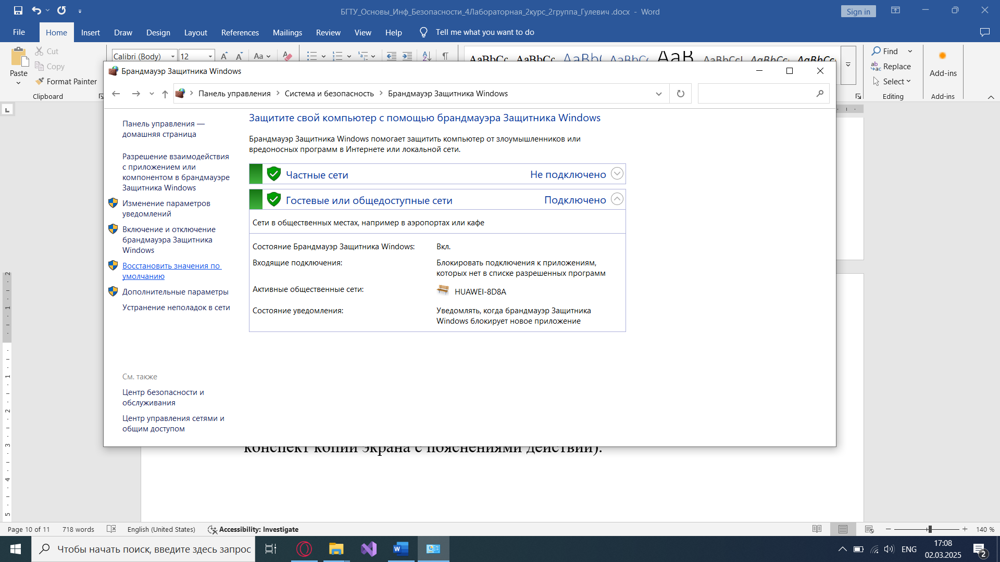 БГТУ_Основы_Инф_Безопасности_4Лабораторная_2курс_2группа_Гулевич .docx - Word
Sign in
File
Home
Insert
Draw
Design
Layout
References
Mailings
Review
View
Help
Tell me what you want to do
Paste
Cut
Copy
Format Painter
Clipboard
Calibri (Body)
12
Aa
Find
Replace
Select
Editing
Add-ins
Add-ins
Брандмауэр Защитника Windows
Панель управления
Система и безопасность
Брандмауэр Защитника Windows
Панель управления —
домашняя страница
Разрешение взаимодействия
с приложением или
компонентом в брандмауэре
Защитника Windows
Изменение параметров
уведомлений
Включение и отключение
брандмауэра Защитника
Windows
Восстановить значения по
умолчанию
Дополнительные параметры
Устранение неполадок в сети
См. также
Центр безопасности и
обслуживания
Центр управления сетями и
общим доступом
Защитите свой компьютер с помощью брандмауэра Защитника Windows
Брандмауэр Защитника Windows помогает защитить компьютер от злоумышленников или
вредоносных программ в Интернете или локальной сети.
Частные сети
Не подключено
Гостевые или общедоступные сети
Подключено
Сети в общественных местах, например в аэропортах или кафе
Состояние Брандмауэр Защитника Windows:
Вкл.
Входящие подключения:
Блокировать подключения к приложениям,
которых нет в списке разрешенных программ
Активные общественные сети:
HUAWEI-8D8A
Состояние уведомления:
Уведомлять, когда брандмауэр Защитника
Windows блокирует новое приложение
конспект копии экрана с пояснениями действий).
Page 10 of 11
718 words
English (United States)
Accessibility: Investigate
140 %
Чтобы начать поиск, введите здесь запрос
ENG
17:08
02.03.2025
2